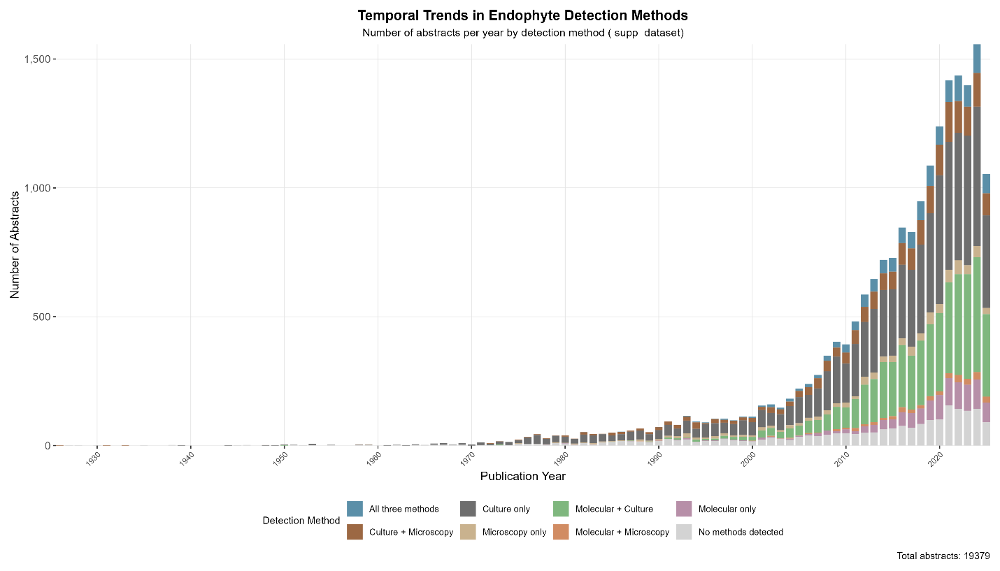 Temporal Trends in Endophyte Detection Methods
Number of abstracts per year by detection method ( supp  dataset)
Number of Abstracts
1,500
1,000
500
0
1930 1940 1950 1960 1970 1980 1990 2000 2010 2020
Publication Year
Detection Method
All three methods
Culture only
Molecular + Culture
Molecular only
Culture + Microscopy
Microscopy only
Molecular + Microscopy
No methods detected
Total abstracts: 19379